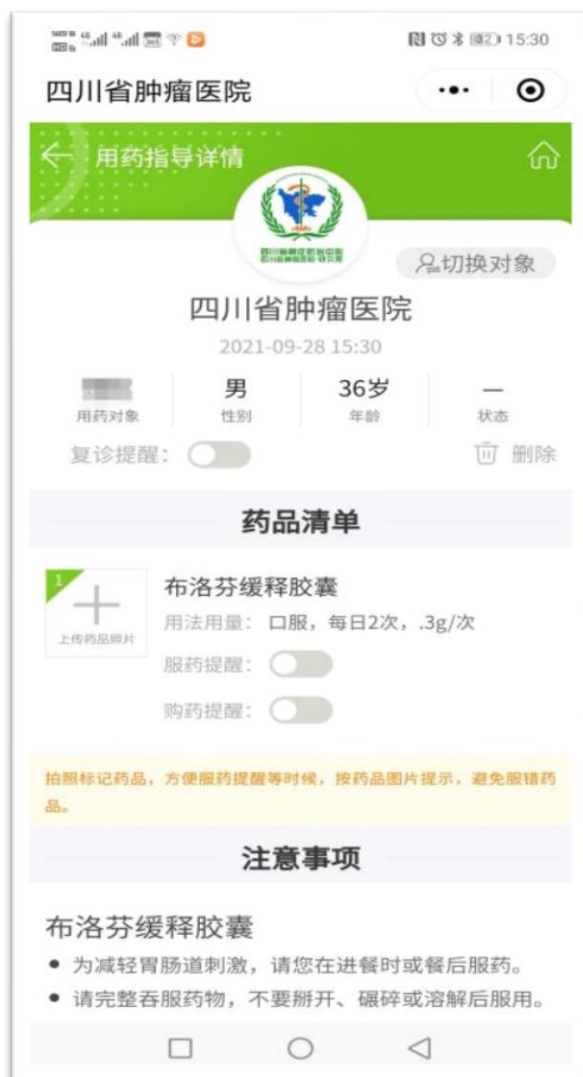 15:30
四川省肿瘤医院
用药指导详情
切换对象
四川省肿瘤医院
2021-09-28 15:30
男 36岁 —
用药对象 性别 年龄 状态
复诊提醒： 删除
药品清单
1
布洛芬缓释胶囊
用法用量： 口服，每日2次，.3g/次
上传药品照片
服药提醒：
购药提醒：
拍照标记药品，方便服药提醒等时候，按药品图片提示，避免服错药
品。
注意事项
布洛芬缓释胶囊
• 为减轻胃肠道刺激，请您在进餐时或餐后服药。
• 请完整吞服药物，不要掰开、碾碎或溶解后服用。